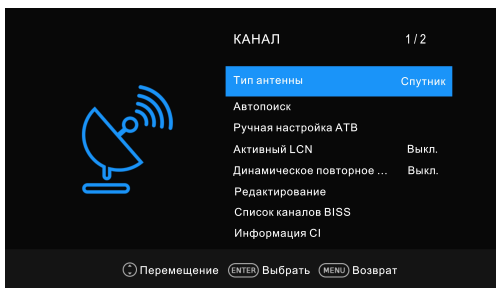 КАНАЛ 1/2
Тип антенны Спутник
Автопоиск
Ручная настройка АТВ
Активный LCN Выкл.
Динамическое повторное ... Выкл.
Редактирование
Список каналов BISS
Информация CI
Перемещение ENTER Выбрать MENU Возврат